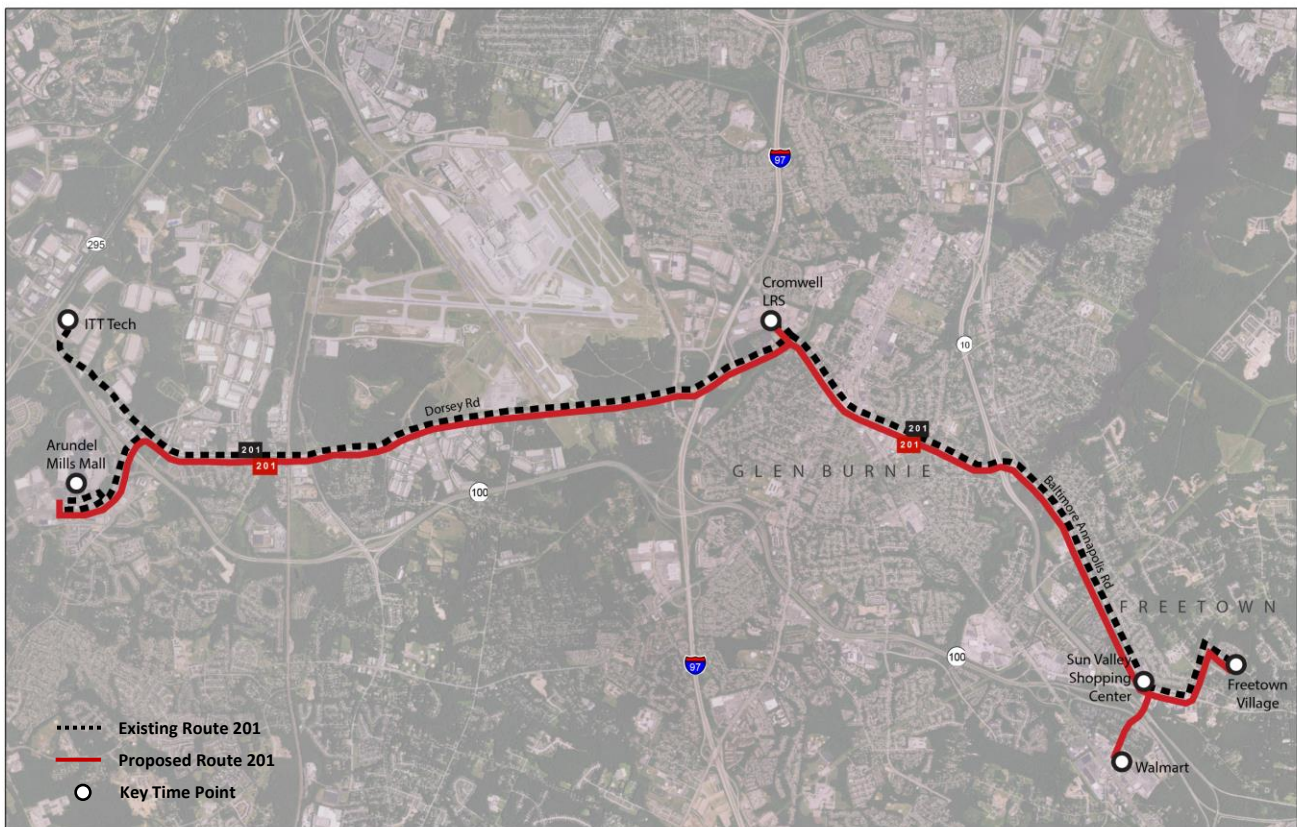 97
295
Cromwell
LRS
ITT Tech
10
Dorsey Rd
201
201
Arundel
Mills Mall
201
201
GLEN BURNIE
100
Baltimore Annapolis Rd
FREETOWN
100
97
Sun Valley
Shopping
Center
Freetown
Village
Walmart
Existing Route 201
Proposed Route 201
Key Time Point